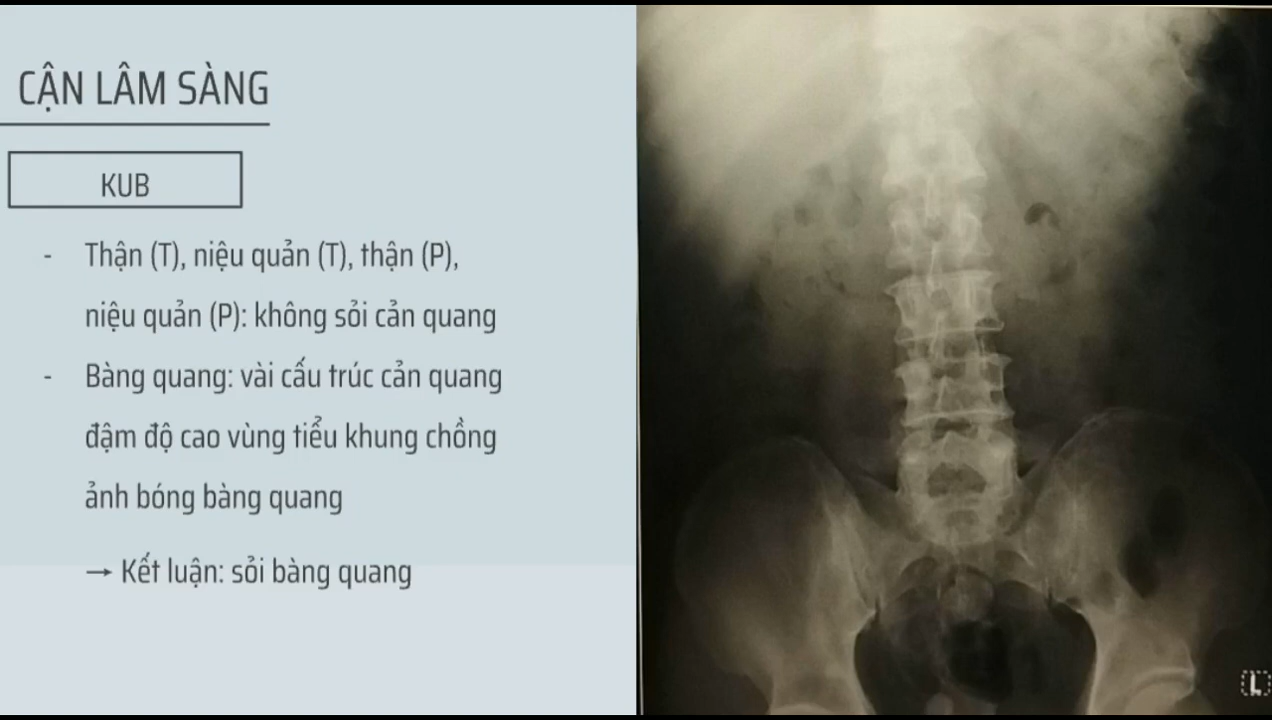 CẬN LÂM SÀNG
KUB
- Thận (T), niệu quản (T), thận (P),
niệu quản (P): không sỏi cản quang
- Bàng quang: vài cấu trúc cản quang
đậm độ cao vùng tiểu khung chồng
ảnh bóng bàng quang
→ Kết luận: sỏi bàng quang
L